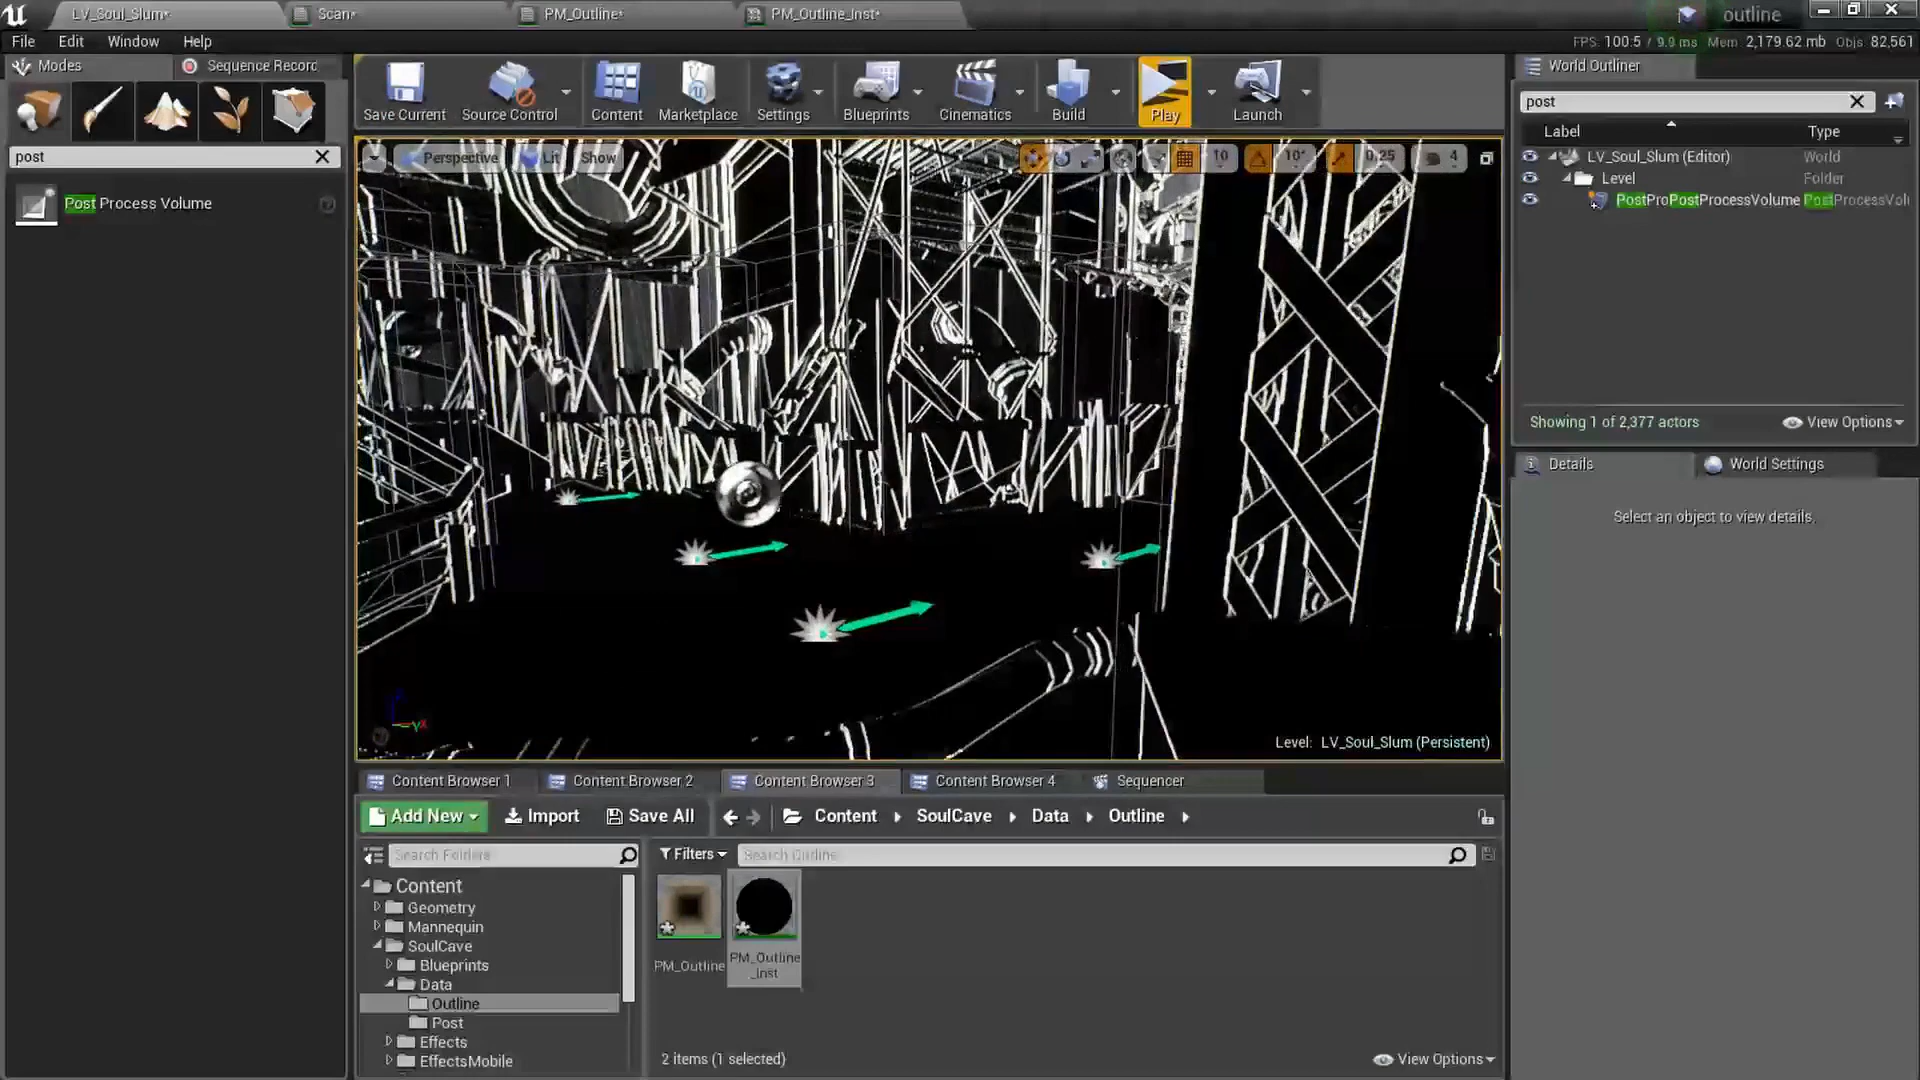 LV_Soul_Slum*
Scan*
PM_Outline*
PM_Outline_Inst*
outline
File
Edit
Window
Help
FPS: 100.5 / 9.9 ms Mem: 2,179.62 mb Objs: 82,561
Modes
Sequence Record
Save Current
Source Control
Content
Marketplace
Settings
Blueprints
Cinematics
Build
Play
Launch
World Outliner
post
Label
Type
post
Perspective
Lit
Show
10
10°
0.25
4
LV_Soul_Slum (Editor)
World
Level
Folder
PostProPostProcessVolume
PostProcessVolu
Post Process Volume
Showing 1 of 2,377 actors
View Options
Details
World Settings
Select an object to view details.
Level: LV_Soul_Slum (Persistent)
Content Browser 1
Content Browser 2
Content Browser 3
Content Browser 4
Sequencer
Add New
Import
Save All
Content
SoulCave
Data
Outline
Search Folders
Filters
Search Outline
Content
Geometry
Mannequin
SoulCave
Blueprints
Data
Outline
Post
Effects
EffectsMobile
PM_Outline
PM_Outline
_Inst
2 items (1 selected)
View Options